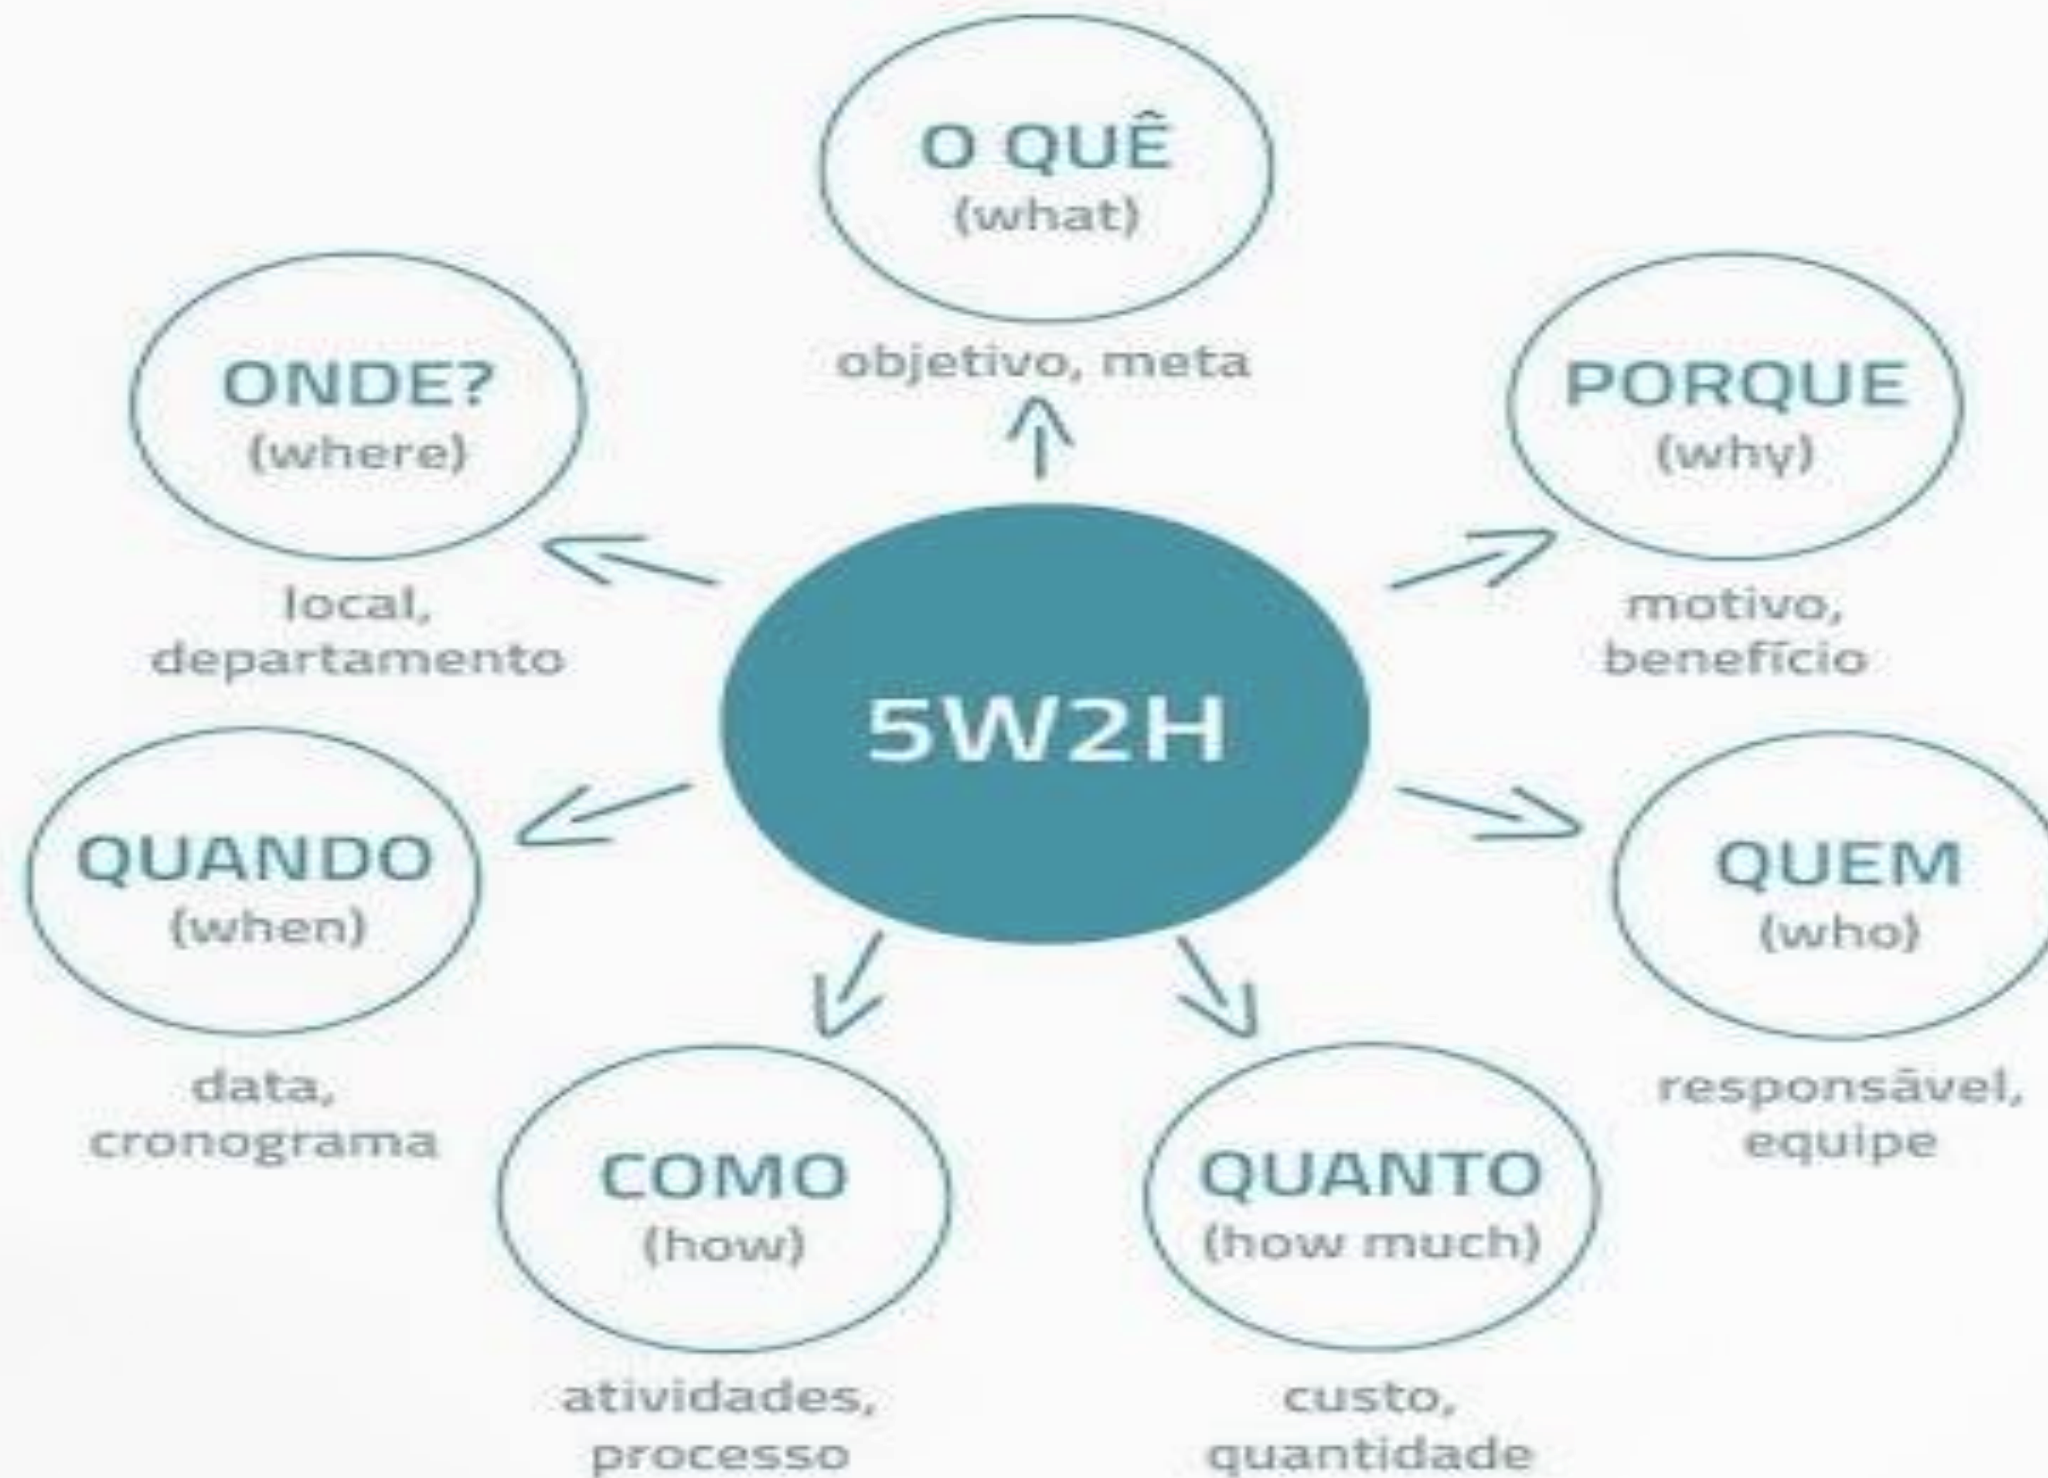 O QUÊ
(what)
objetivo, meta
ONDE?
(where)
local,
departamento
PORQUE
(why)
motivo,
benefício
5W2H
QUANDO
(when)
data,
cronograma
QUEM
(who)
responsável,
equipe
COMO
(how)
atividades,
processo
QUANTO
(how much)
custo,
quantidade